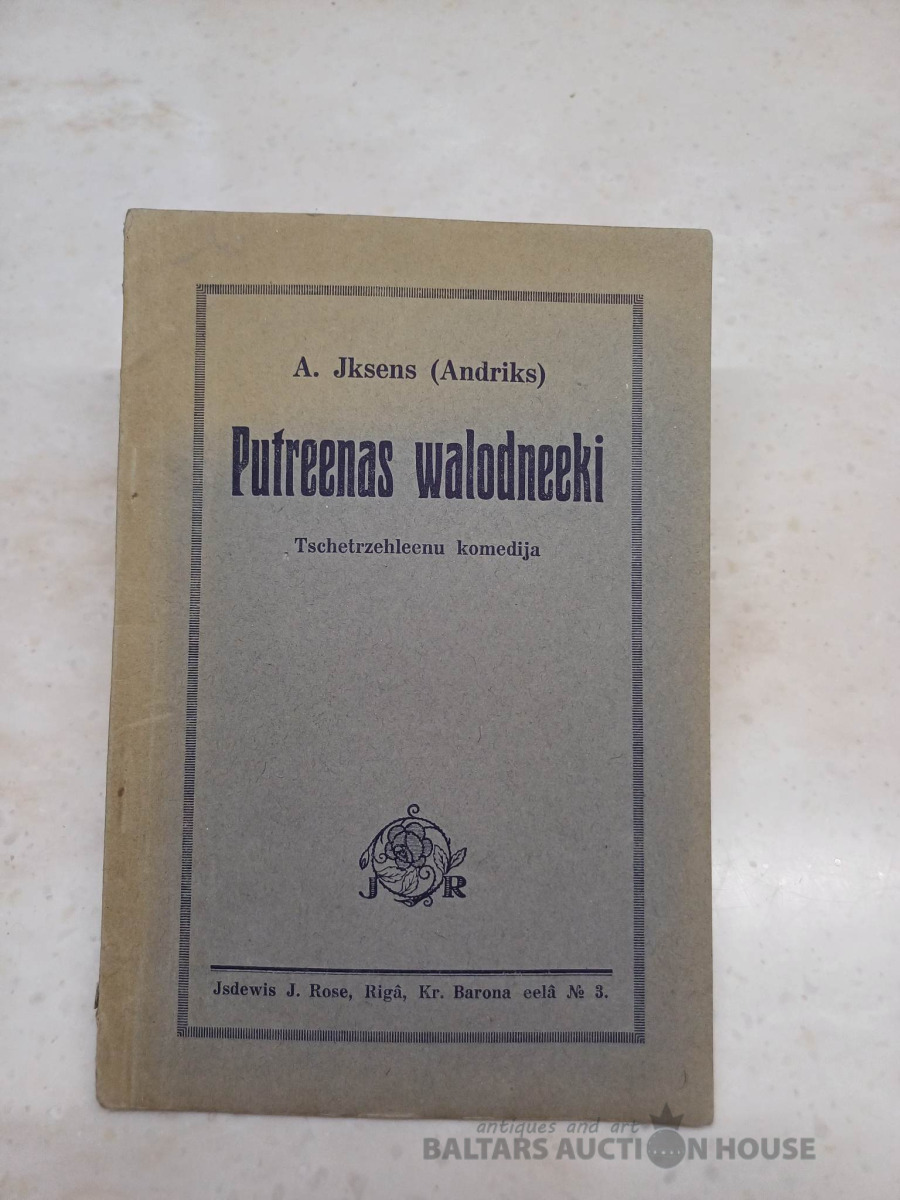 A. Jksens (Andriks)
Putreenas walodneeki
Tschetrzehleenu komedija
J R
Jsdewis J. Rose, Rigâ, Kr. Barona eelâ № 3.
antiques and art
BALTARS AUCTION HOUSE